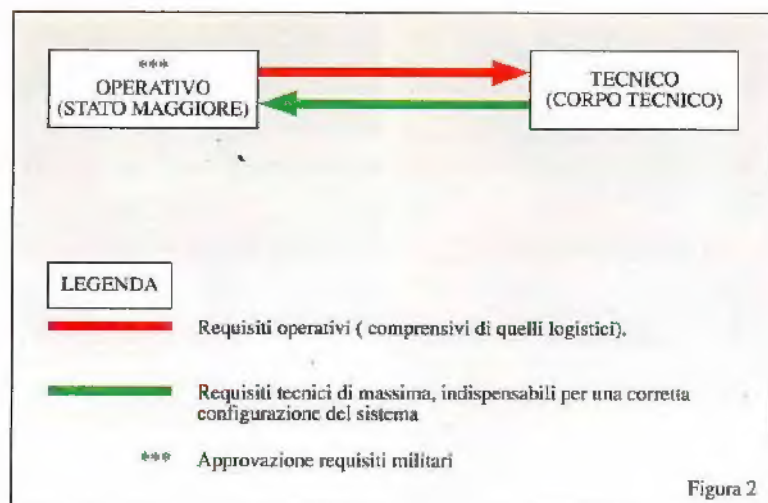 ***
OPERATIVO
(STATO MAGGIORE)
TECNICO
(CORPO TECNICO)
LEGENDA
Requisiti operativi ( comprensivi di quelli logistici).
Requisiti tecnici di massima, indispensabili per una corretta
configurazione del sistema
*** Approvazione requisiti militari
Figura 2